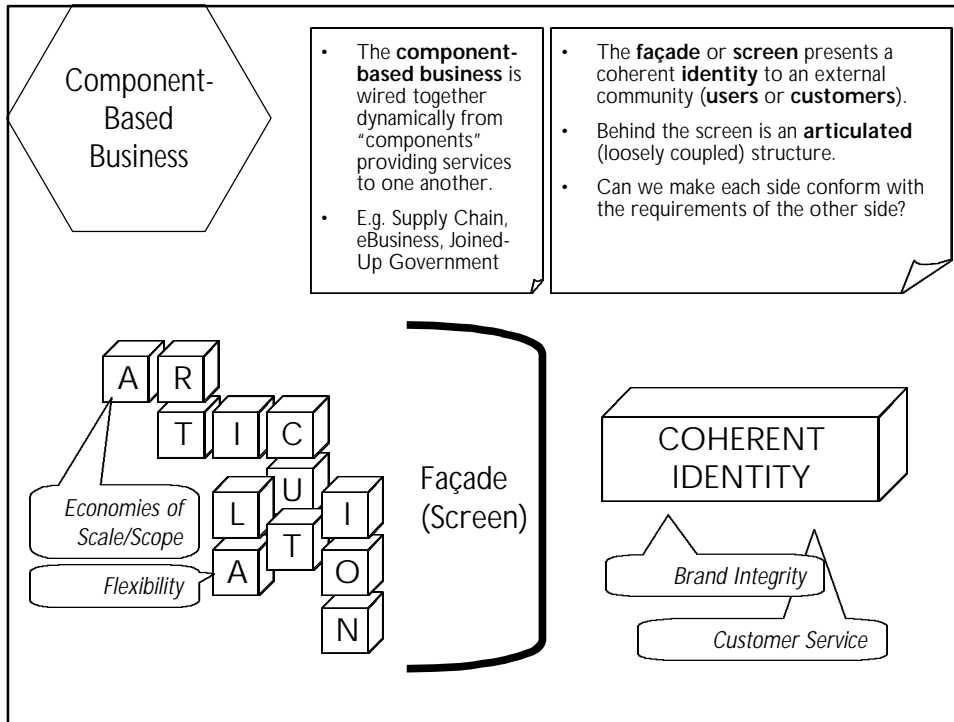 Component-
Based
Business
• The component-
based business is
wired together
dynamically from
“components”
providing services
to one another.
• E.g. Supply Chain,
eBusiness, Joined-
Up Government
• The façade or screen presents a
coherent identity to an external
community (users or customers).
• Behind the screen is an articulated
(loosely coupled) structure.
• Can we make each side conform with
the requirements of the other side?
A R
T I C
U
L I
T
A O
N
Economies of
Scale/Scope
Flexibility
Façade
(Screen)
COHERENT
IDENTITY
Brand Integrity
Customer Service